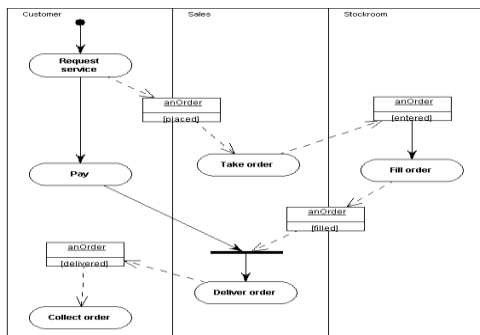 Customer
Sales
Stockroom
Request
service
anOrder
[placed]
anOrder
[entered]
Take order
Pay
Fill order
anOrder
[filled]
anOrder
[delivered]
Deliver order
Collect order